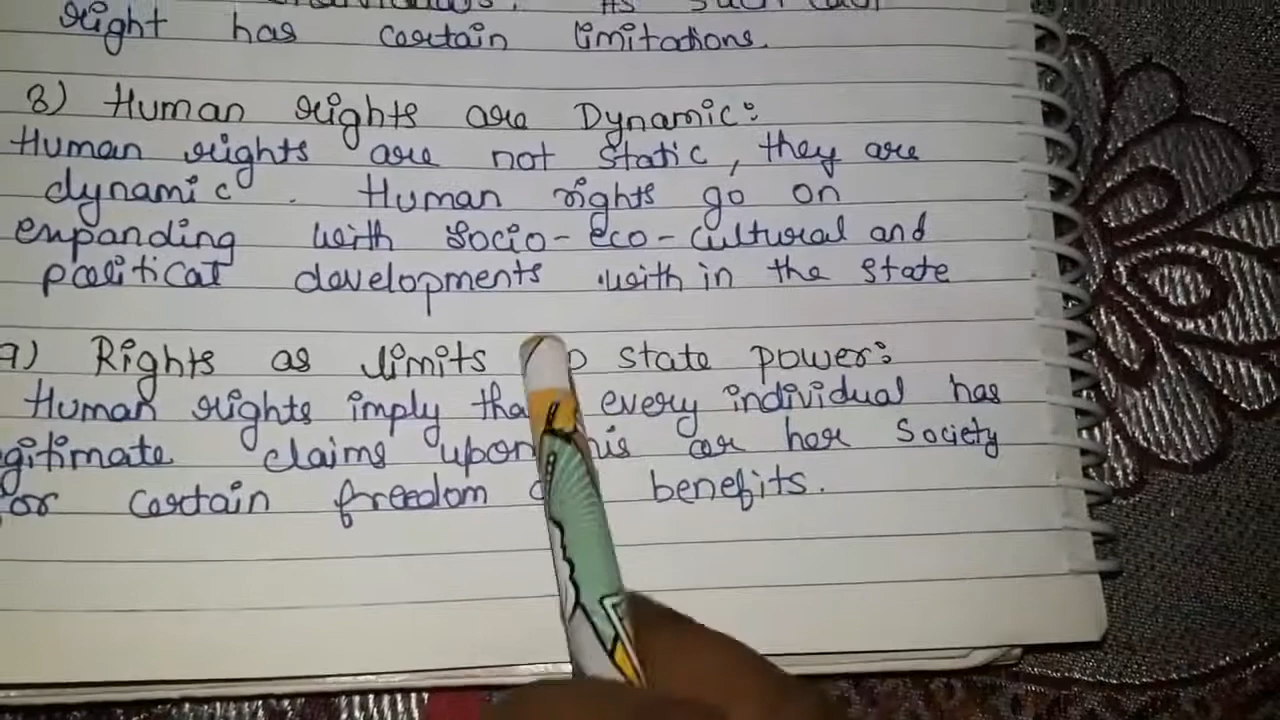 right has certain limitations.
8) Human rights are Dynamic:
Human rights are not static, they are
dynamic. Human rights go on
expanding with socio-eco-cultural and
political developments with in the state
9) Rights as limits state power:
Human rights imply every individual has
claims upon or her Society
certain freedom benefits.